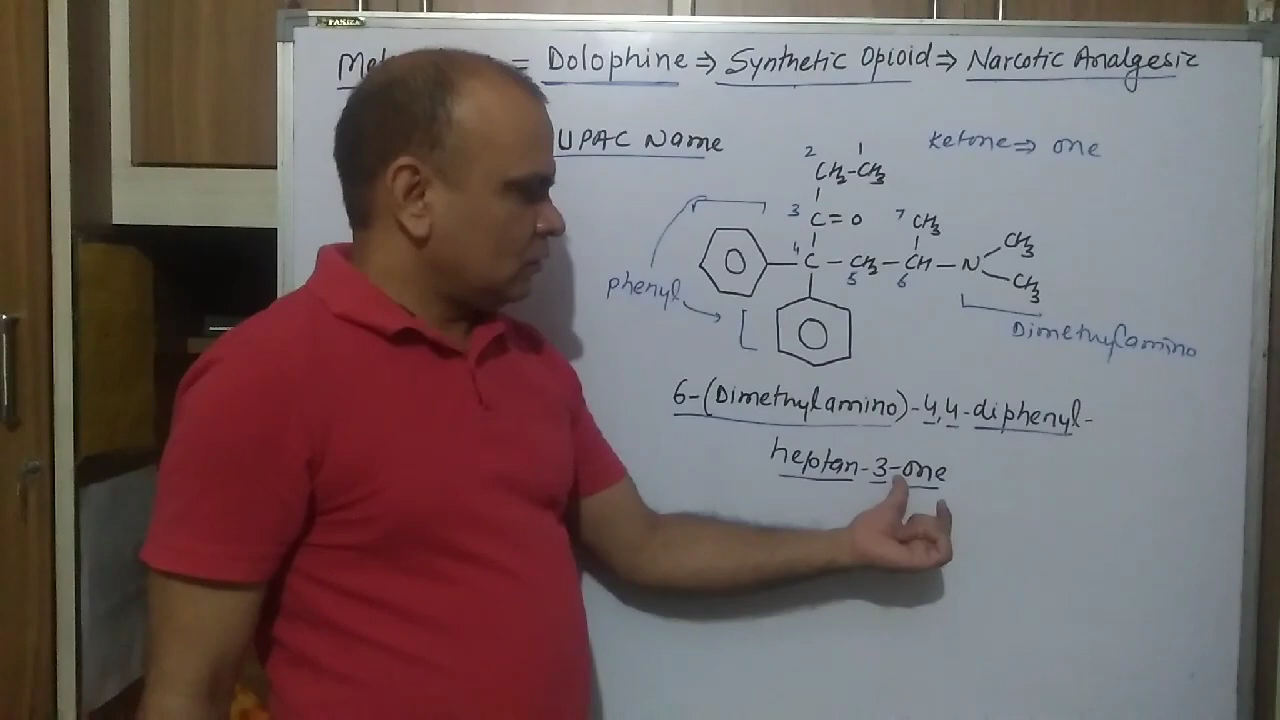 PANIZA
= Dolophine ⇒ Synthetic Opioid ⇒ Narcotic Analgesic
UPAC Name
Ketone ⇒ one
2 1
CH2-CH3
3 C=O 7 CH3
4 C - CH2 - CH - N CH3
CH3
5 6
phenyl
Dimethylamino
6-(Dimethylamino)-4,4-diphenyl-
heptan-3-one